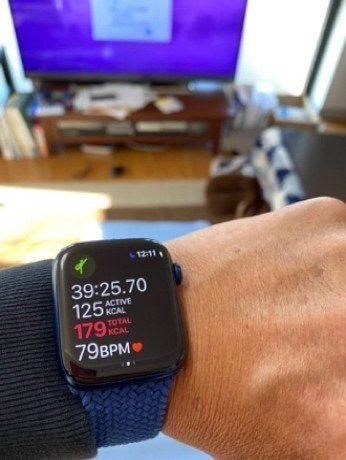 12:11
39:25.70
125 ACTIVE KCAL
179 TOTAL KCAL
79BPM